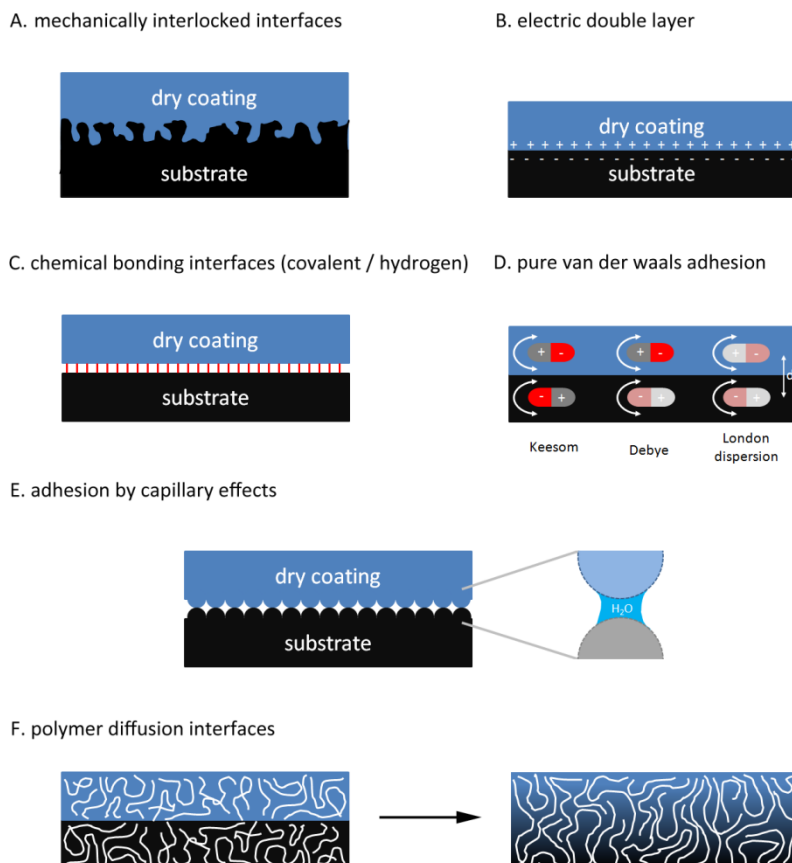 A. mechanically interlocked interfaces
B. electric double layer
dry coating
substrate
dry coating
+ + + + + + + + + + + + + + + + + + +
- - - - - - - - - - - - - - - - - -
substrate
C. chemical bonding interfaces (covalent / hydrogen)
D. pure van der waals adhesion
dry coating
substrate
+ - + - + -
d
- + - + - +
Keesom
Debye
London
dispersion
E. adhesion by capillary effects
dry coating
substrate
H₂O
F. polymer diffusion interfaces